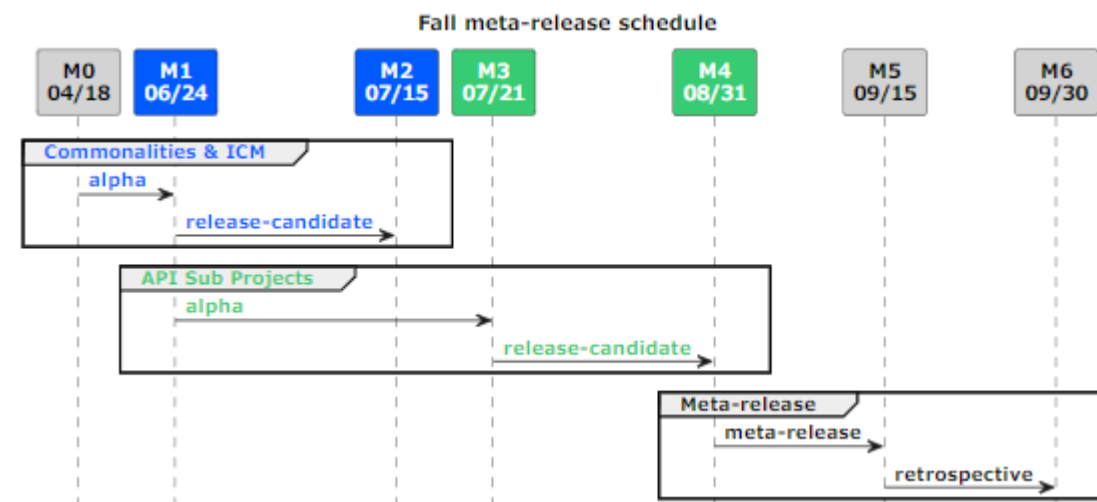 Fall meta-release schedule
M0 M1 M2 M3 M4 M5 M6
04/18 06/24 07/15 07/21 08/31 09/15 09/30
Commonalities & ICM
alpha
release-candidate
API Sub Projects
alpha
release-candidate
Meta-release
meta-release
retrospective